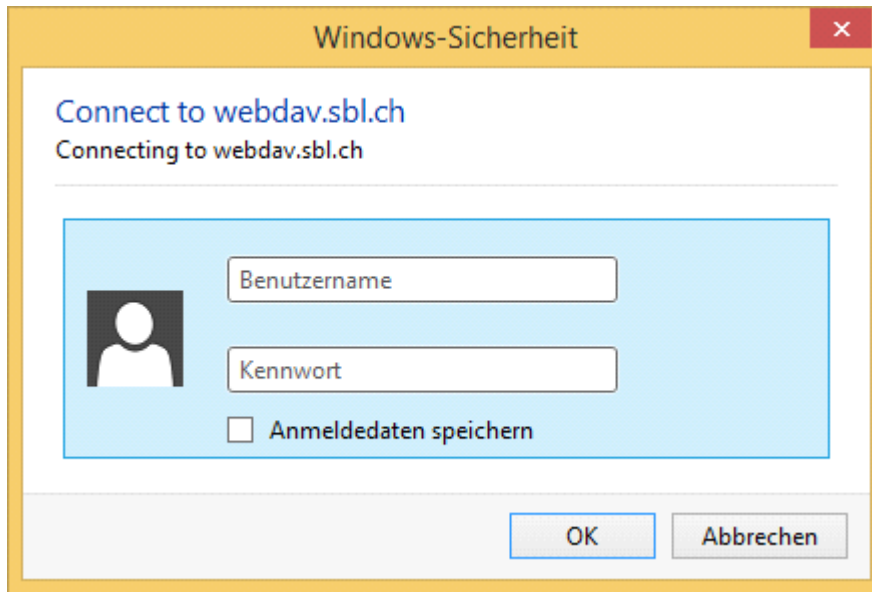 Windows-Sicherheit
Connect to webdav.sbl.ch
Connecting to webdav.sbl.ch
Benutzername
Kennwort
Anmeldedaten speichern
OK
Abbrechen